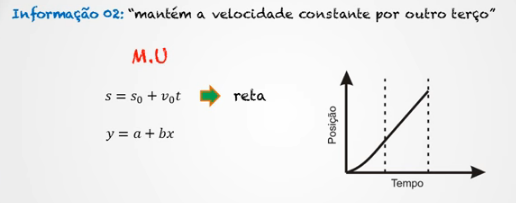 Informação 02: "mantém a velocidade constante por outro terço"
M.U
s = s₀ + v₀t
reta
y = a + bx
Posição
Tempo